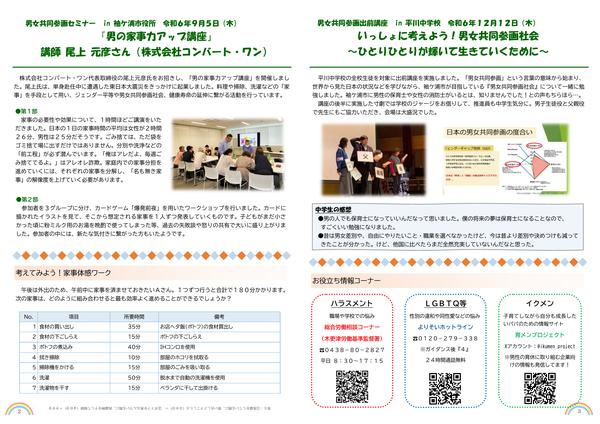 男女共同参画セミナー in 袖ケ浦市役所 令和6年9月5日（木）
「男の家事力アップ講座」
講師 尾上 元彦さん（株式会社コンバート・ワン）
株式会社コンバート・ワン代表取締役の尾上元彦氏をお招きし、「男の家事力アップ講座」を開催しまし
た。尾上氏は、単身赴任中に遭遇した東日本大震災をきっかけに起業しました。料理や掃除、洗濯などの「家
事」を手段として用い、ジェンダー平等や男女共同参画社会、健康寿命の延伸に繋がる活動を行っています。
●第1部
家事の必要性や効果について、1時間ほどご講演をいた
だきました。日本の1日の家事時間の平均は女性が2時間
26分、男性は25分だそうです。ごみ捨ては、ただ袋を
ゴミ捨て場に出すだけではありません。分別や洗浄などの
「前工程」が必ず潜んでいます。「俺はアレだよ、毎週ご
み捨ててるよ。」はアレオレ詐欺。家庭内での家事分担を
進めていくには、それぞれの家事を分解し、「名も無き家
事」の解像度を上げていく必要があります。
●第2部
参加者を3グループに分け、カードゲーム「爆発前夜」を用いたワークショップを行いました。カードに
描かれたイラストを見て、そこから想定される家事を1人ずつ発表していくものです。子どもがまだ小さ
かった頃に粉ミルク用のお湯を晩酌で使ってしまった等、過去の失敗談や怒りの共有で大いに盛り上がりま
した。参加者の中には、新たな気付きに繋がった方もいたようです。
考えてみよう！家事体感ワーク
午後は外出のため、午前中に家事を済ませておきたいAさん。1つずつ行うと合計で180分かかります。
次の家事は、どのように組み合わせると最も効率よく進めることができるでしょうか？
No. 項目 所要時間 備考
1 食材の買い出し 35分 お店へ夕飯（ポトフ）の食材買出し
2 食材の下ごしらえ 15分 ポトフの下ごしらえ
3 ポトフの煮込み 40分 IHコンロを使用
4 拭き掃除 10分 部屋のホコリを拭取る
5 掃除機をかける 15分 部屋のごみを吸い取る
6 洗濯 50分 脱水まで自動の洗濯機を使用
7 洗濯物を干す 15分 ベランダに干して出掛ける
2
男女共同参画出前講座 in 平川中学校 令和6年12月12日（木）
いっしょに考えよう！男女共同参画社会
～ひとりひとりが輝いて生きていくために～
平川中学校の全校生徒を対象に出前講座を実施しました。「男女共同参画」という言葉の意味から始まり、
世界から見た日本の状況などを学びながら、袖ケ浦市が目指している『男女共同参画社会』について一緒に勉
強しました。袖ケ浦市に男性の保育士や女性の消防士がいるとは、思いませんでした！との声もちらほら…。
講座の後半に実施した寸劇では学校のジャージをお借りして、推進員も中学生気分に。男子生徒役と父親役
で先生にもご協力いただき、会場は大盛況でした。
日本の男女共同参画の度合い
中学生の感想
●男の人でも保育士になっていいんだなって思いました。僕の将来の夢は保育士になることなので、
すごくいい勉強になりました。
●昔は男女差別や、自由にやりたいこと・職業を選べなかったけど、今は昔より差別や決めつけも減って
きたことが分かった。けど、他国に比べたらまだ全然充実していないんだなと思った。
お役立ち情報コーナー
ハラスメント
職場や学校での悩み
総合労働相談コーナー
（木更津労働基準監督署）
☎0438-80-2827
平日 8：30～17：15
LGBTQ等
性別の違和や同性愛などの悩み
よりそいホットライン
☎0120-279-338
※ガイダンス後『4』
24時間通話無料
イクメン
子育てしながら自分も成長した
いパパのための情報サイト
育メンプロジェクト
Xアカウント：@ikumen_project
※男性の育休に取り組む企業向
けの情報も発信してます！
3